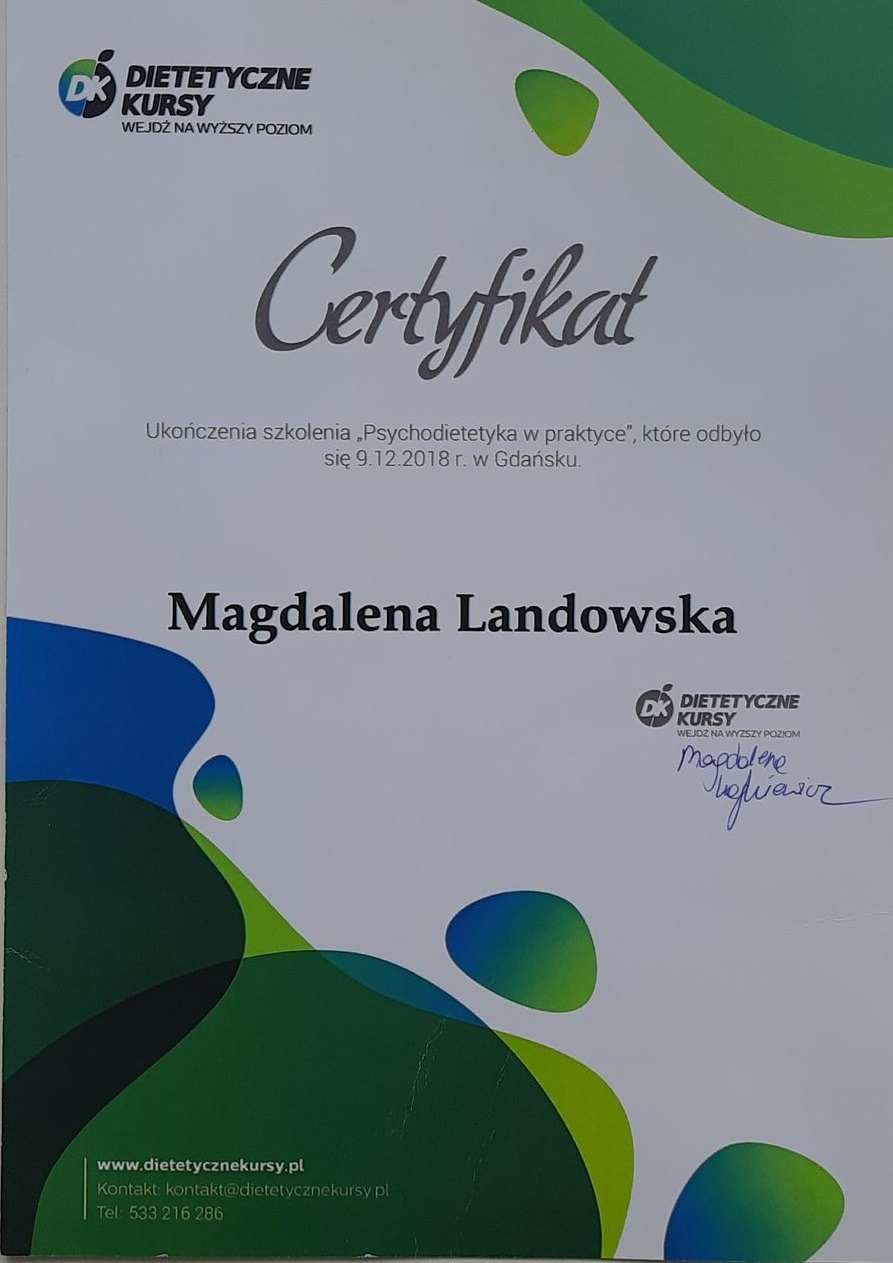 DK DIETETYCZNE
KURSY
WEJDŹ NA WYŻSZY POZIOM
Certyfikat
Ukończenia szkolenia „Psychodietetyka w praktyce”, które odbyło
się 9.12.2018 r. w Gdańsku.
Magdalena Landowska
DK DIETETYCZNE
KURSY
WEJDŹ NA WYŻSZY POZIOM
Magdalena
www.dietetycznekursy.pl
Kontakt: kontakt@dietetycznekursy.pl
Tel: 533 216 286